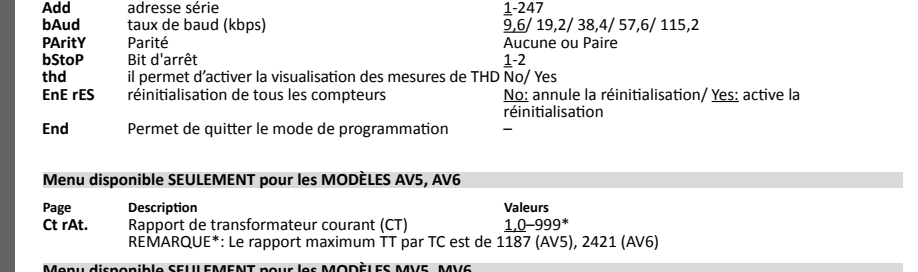 Add adresse série 1-247
bAud taux de baud (kbps) 9,6/ 19,2/ 38,4/ 57,6/ 115,2
PAritY Parité Aucune ou Paire
bStoP Bit d'arrêt 1-2
thd il permet d’activer la visualisation des mesures de THD No/ Yes
EnE rES réinitialisation de tous les compteurs No: annule la réinitialisation/ Yes: active la
réinitialisation
End Permet de quitter le mode de programmation –
Menu disponible SEULEMENT pour les MODÈLES AV5, AV6
Page Description Valeurs
Ct rAt. Rapport de transformateur courant (CT) 1,0–999*
REMARQUE*: Le rapport maximum TT par TC est de 1187 (AV5), 2421 (AV6)
Menu disponible SEULEMENT pour les MODÈLES MV5, MV6